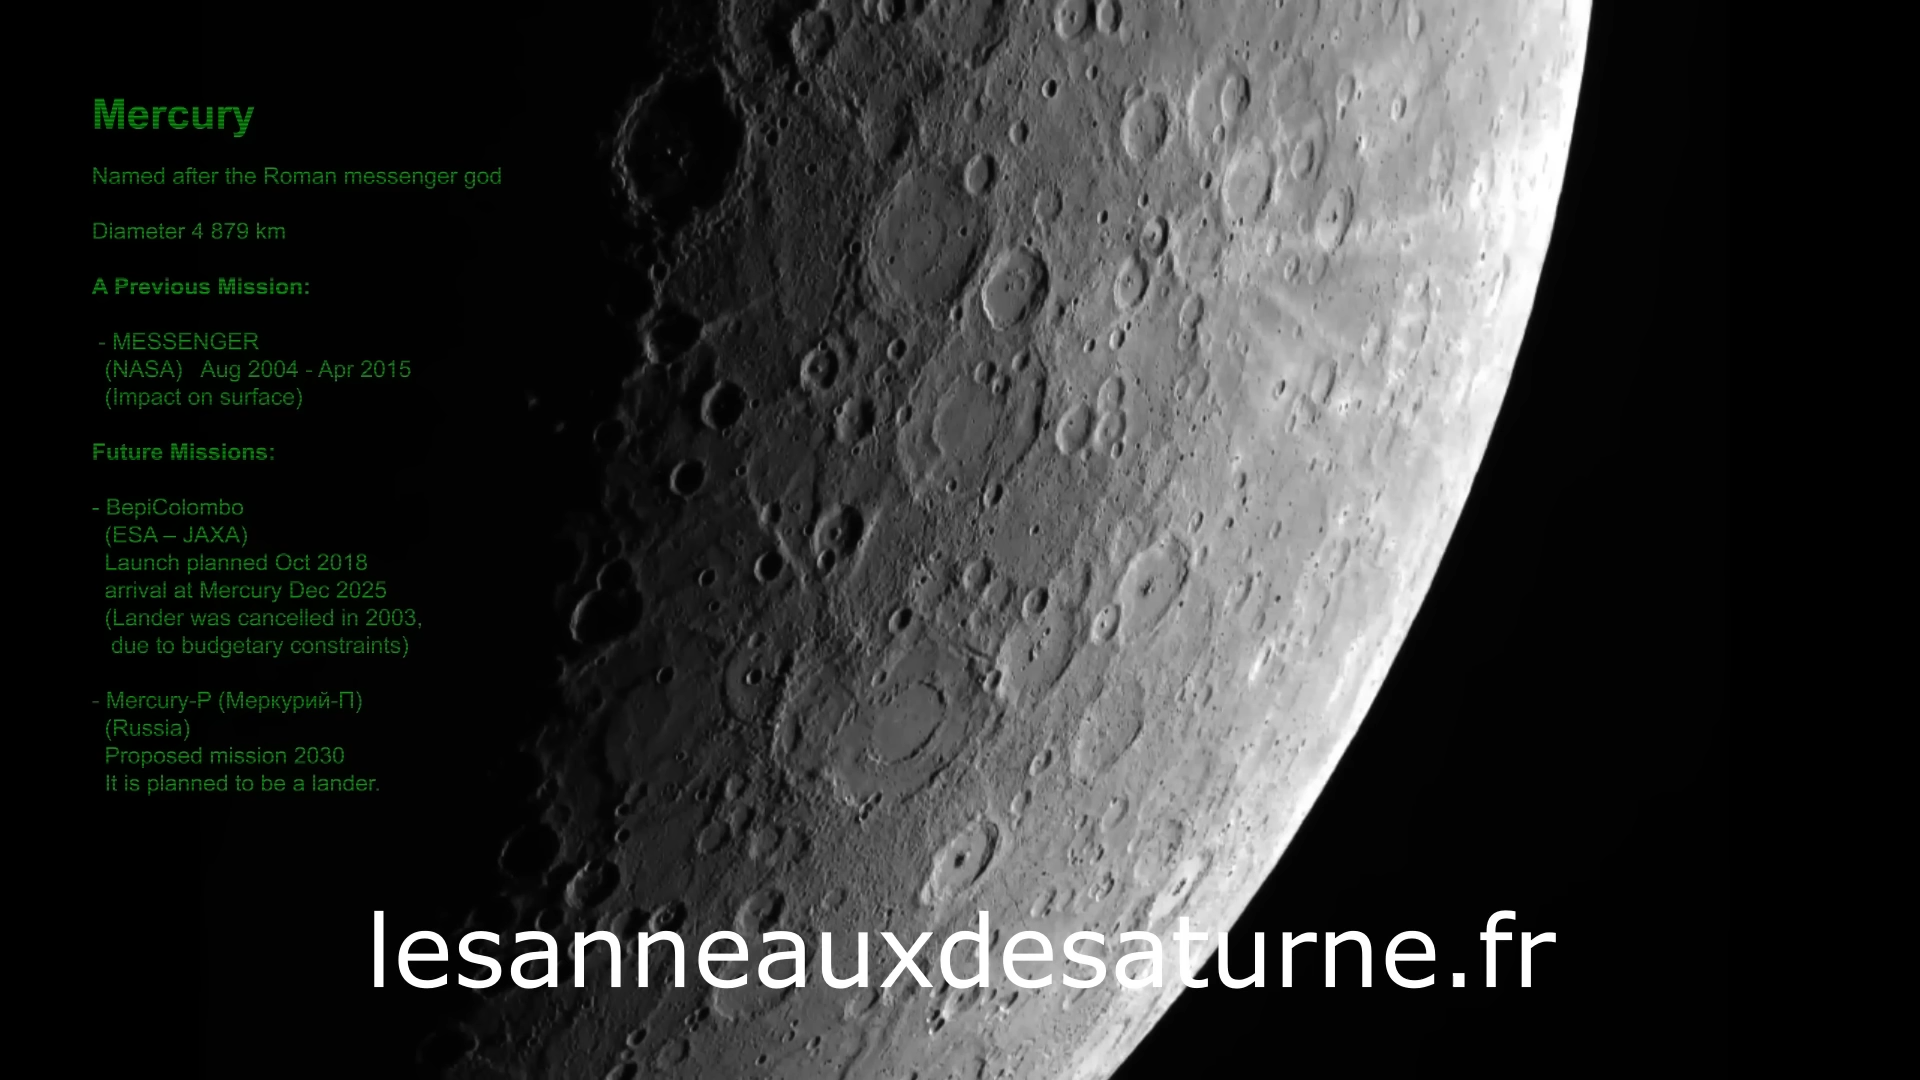 Mercury
Named after the Roman messenger god
Diameter 4 879 km
A Previous Mission:
- MESSENGER
(NASA) Aug 2004 - Apr 2015
(Impact on surface)
Future Missions:
- BepiColombo
(ESA – JAXA)
Launch planned Oct 2018
arrival at Mercury Dec 2025
(Lander was cancelled in 2003,
due to budgetary constraints)
- Mercury-P (Меркурий-П)
(Russia)
Proposed mission 2030
It is planned to be a lander.
lesanneauxdesaturne.fr